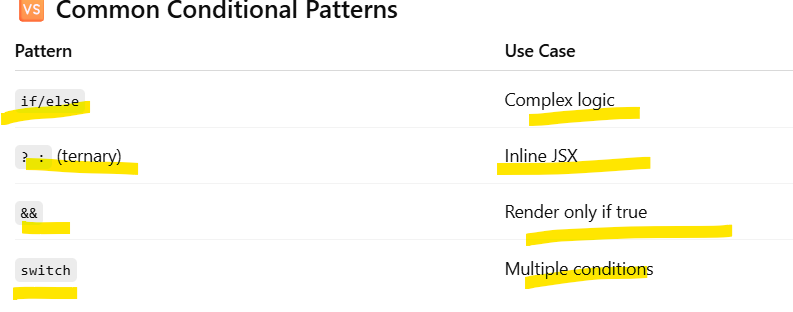 🆚 Common Conditional Patterns
Pattern Use Case
if/else Complex logic
? : (ternary) Inline JSX
&& Render only if true
switch Multiple conditions